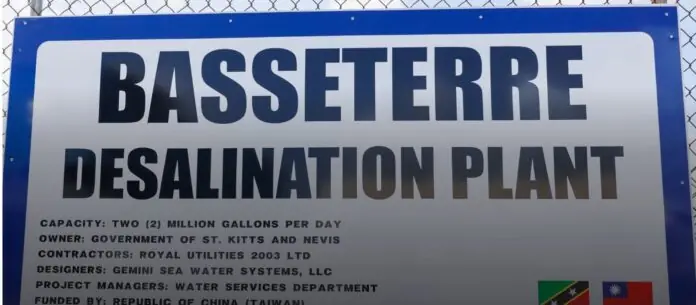 BASSETERRE
DESALINATION PLANT
CAPACITY: TWO (2) MILLION GALLONS PER DAY
OWNER: GOVERNMENT OF ST. KITTS AND NEVIS
CONTRACTORS: ROYAL UTILITIES 2003 LTD
DESIGNERS: GEMINI SEA WATER SYSTEMS, LLC
PROJECT MANAGERS: WATER SERVICES DEPARTMENT
FUNDED BY: REPUBLIC OF CHINA (TAIWAN)